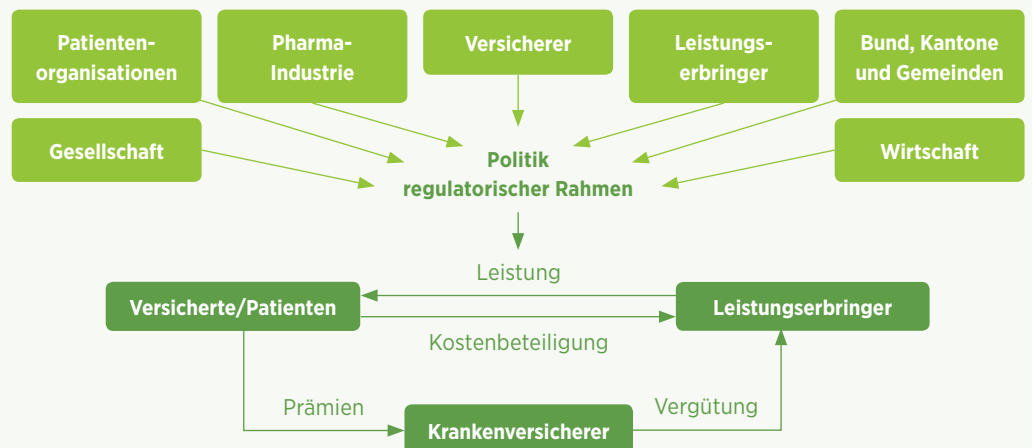 Patienten-
organisationen
Pharma-
Industrie
Versicherer
Leistungs-
erbringer
Bund, Kantone
und Gemeinden
Gesellschaft
Wirtschaft
Politik
regulatorischer Rahmen
Leistung
Versicherte/Patienten
Leistungserbringer
Kostenbeteiligung
Prämien
Vergütung
Krankenversicherer